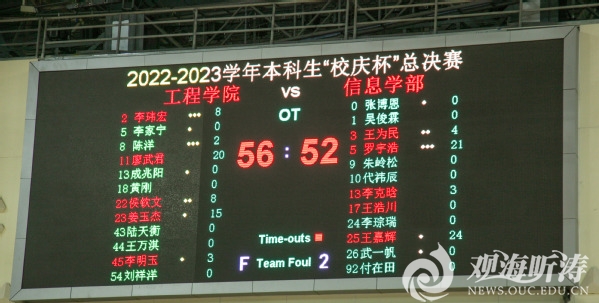 2022-2023学年本科生“校庆杯”总决赛
工程学院 VS 信息学部
OT
56 : 52
2 李玮宏 ••• 8
5 李家宁 • 0
8 陈洋 ••• 2
11 廖武君 20
13 成兆阳 • 0
18 黄刚 0
22 侯钦文 • 8
23 姜玉杰 • 15
43 陆天衡
44 王万淇
45 李明玉 • 3
54 刘祥洋 0
0 张博恩 • 0
1 吴俊霖 0
3 王为民 •• 4
5 罗宇浩 ••• 21
9 朱岭松 0
10 代祎辰 0
13 李克晗 3
17 王浩川 0
24 李琮瑞 0
25 王嘉辉 • 24
26 武一帆 • 0
92 付在田 0
Time-outs
F Team Foul 2
观海听涛
NEWS.OUC.EDU.CN